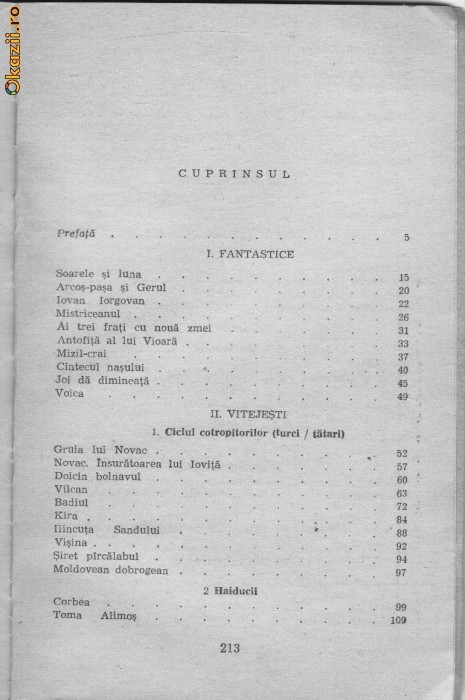 Okazii.ro
CUPRINSUL
Prefață . . . . . . . . . . . 5
I. FANTASTICE
Soarele și luna . . . . . . . . . . 15
Arcoș-pașa și Gerul . . . . . . . . . 20
Iovan Iorgovan . . . . . . . . . . 22
Mistriceanul . . . . . . . . . . 26
Ai trei frați cu nouă zmei . . . . . . . 31
Antofiță al lui Vioară . . . . . . . . . 33
Mizil-crai . . . . . . . . . . 37
Cîntecul nașului . . . . . . . . . 40
Joi dă dimineață . . . . . . . . . . 45
Voica . . . . . . . . . . . 49
II. VITEJEȘTI
1. Ciclul cotropitorilor (turci / tătari)
Gruia lui Novac . . . . . . . . . . 52
Novac. Însurătoarea lui Ioviță . . . . . . . 57
Doicin bolnavul . . . . . . . . . . 60
Vîlcan . . . . . . . . . . 63
Badiul . . . . . . . . . . 72
Kira . . . . . . . . . . . 84
Ilincuța Sandului . . . . . . . . . 88
Vișina . . . . . . . . . . . 92
Șiret pîrcălabul . . . . . . . . . . 94
Moldovean dobrogean . . . . . . . . . 97
2 Haiducii
Corbea . . . . . . . . . . . 99
Toma Alimoș . . . . . . . . . . 109
213